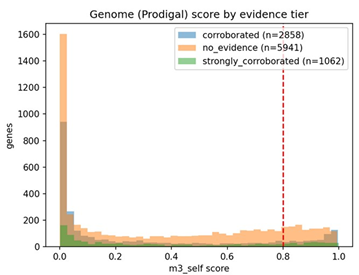 Genome (Prodigal) score by evidence tier
corroborated (n=2858)
no_evidence (n=5941)
strongly_corroborated (n=1062)
1600
1400
1200
1000
800
600
400
200
0
genes
0.0 0.2 0.4 0.6 0.8 1.0
m3_self score